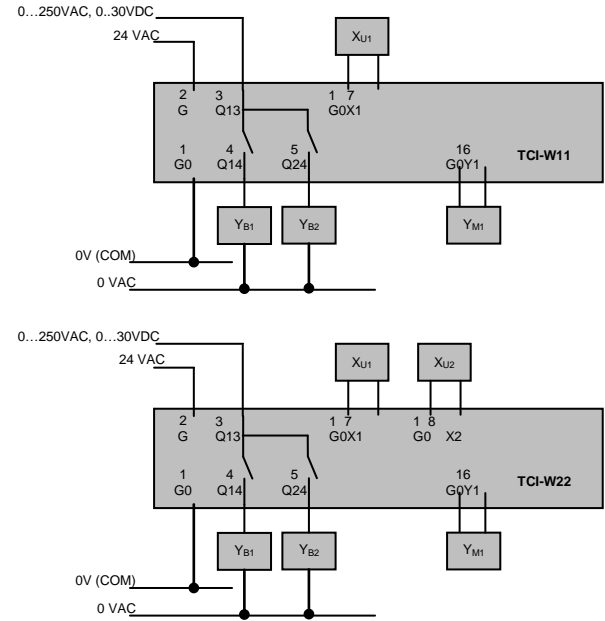 0...250VAC, 0..30VDC
24 VAC
XU1
2 3 1 7
G Q13 G0X1
1 4 5 16
G0 Q14 Q24 G0Y1 TCI-W11
YB1 YB2 YM1
0V (COM)
0 VAC
0...250VAC, 0...30VDC
24 VAC
XU1 XU2
2 3 1 7 1 8
G Q13 G0X1 G0 X2
1 4 5 16
G0 Q14 Q24 G0Y1 TCI-W22
YB1 YB2 YM1
0V (COM)
0 VAC